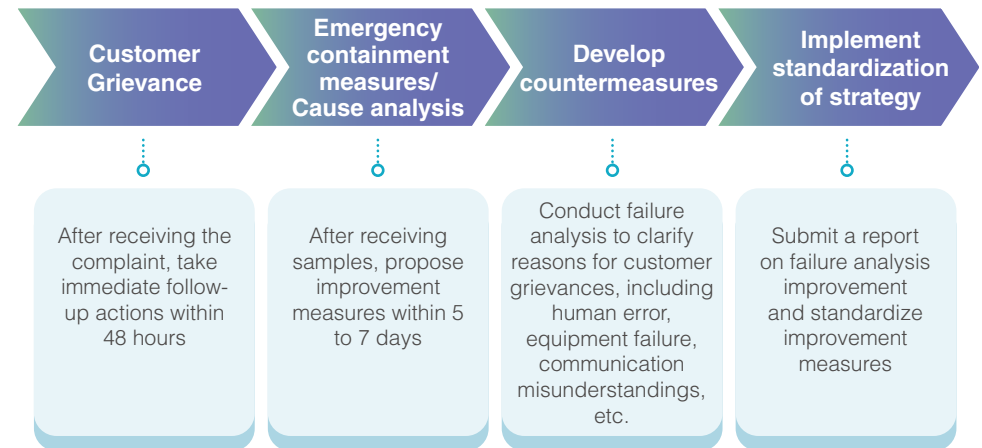 Customer
Grievance
Emergency
containment
measures/
Cause analysis
Develop
countermeasures
Implement
standardization
of strategy
After receiving the
complaint, take
immediate follow-
up actions within
48 hours
After receiving
samples, propose
improvement
measures within 5
to 7 days
Conduct failure
analysis to clarify
reasons for customer
grievances, including
human error,
equipment failure,
communication
misunderstandings,
etc.
Submit a report
on failure analysis
improvement
and standardize
improvement
measures